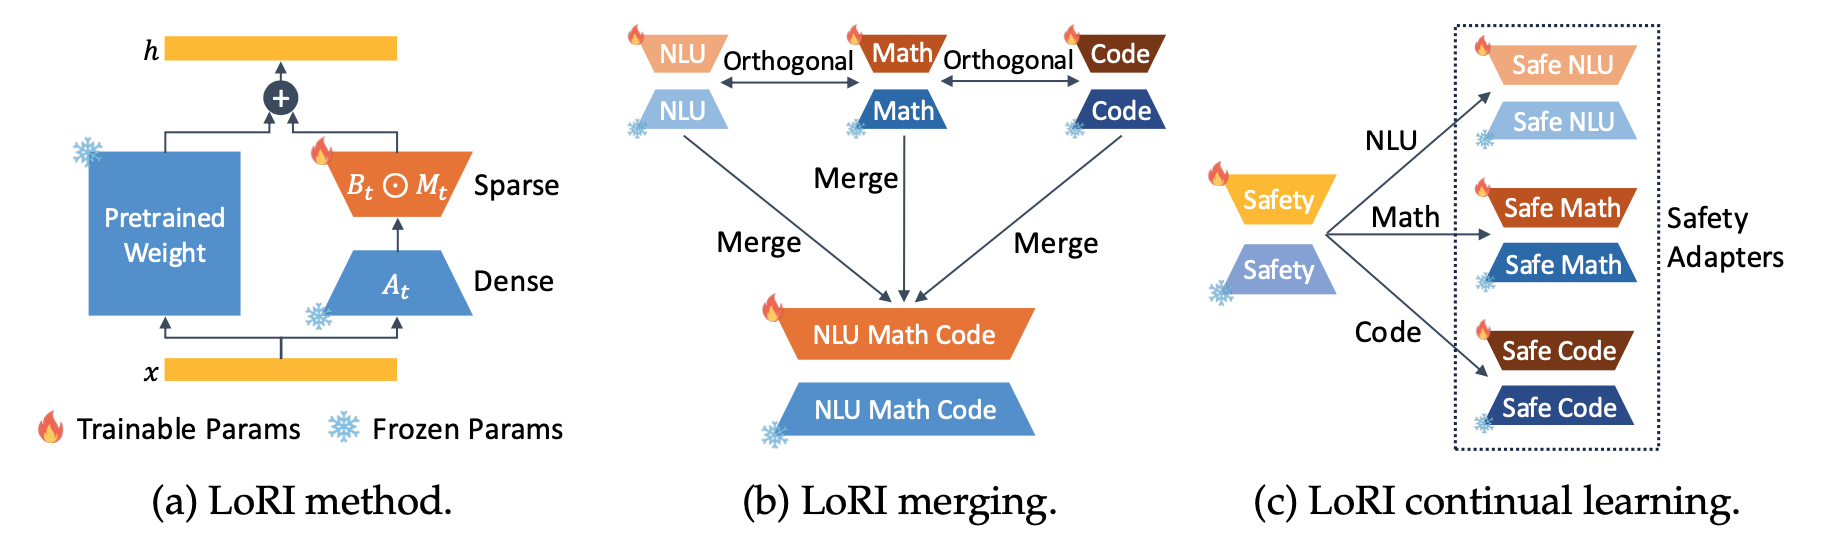 h
+
Pretrained
Weight
B_t ⊙ M_t
Sparse
A_t
Dense
x
Trainable Params
Frozen Params
(a) LoRI method.
NLU
Orthogonal
Math
Orthogonal
Code
NLU
Math
Code
Merge
Merge
Merge
NLU Math Code
NLU Math Code
(b) LoRI merging.
Safety
Safety
NLU
Math
Code
Safe NLU
Safe NLU
Safe Math
Safe Math
Safe Code
Safe Code
Safety
Adapters
(c) LoRI continual learning.